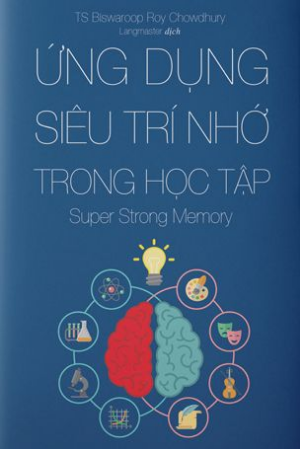 TS Biswaroop Roy Chowdhury
Langmaster dịch
ỨNG DỤNG
SIÊU TRÍ NHỚ
TRONG HỌC TẬP
Super Strong Memory